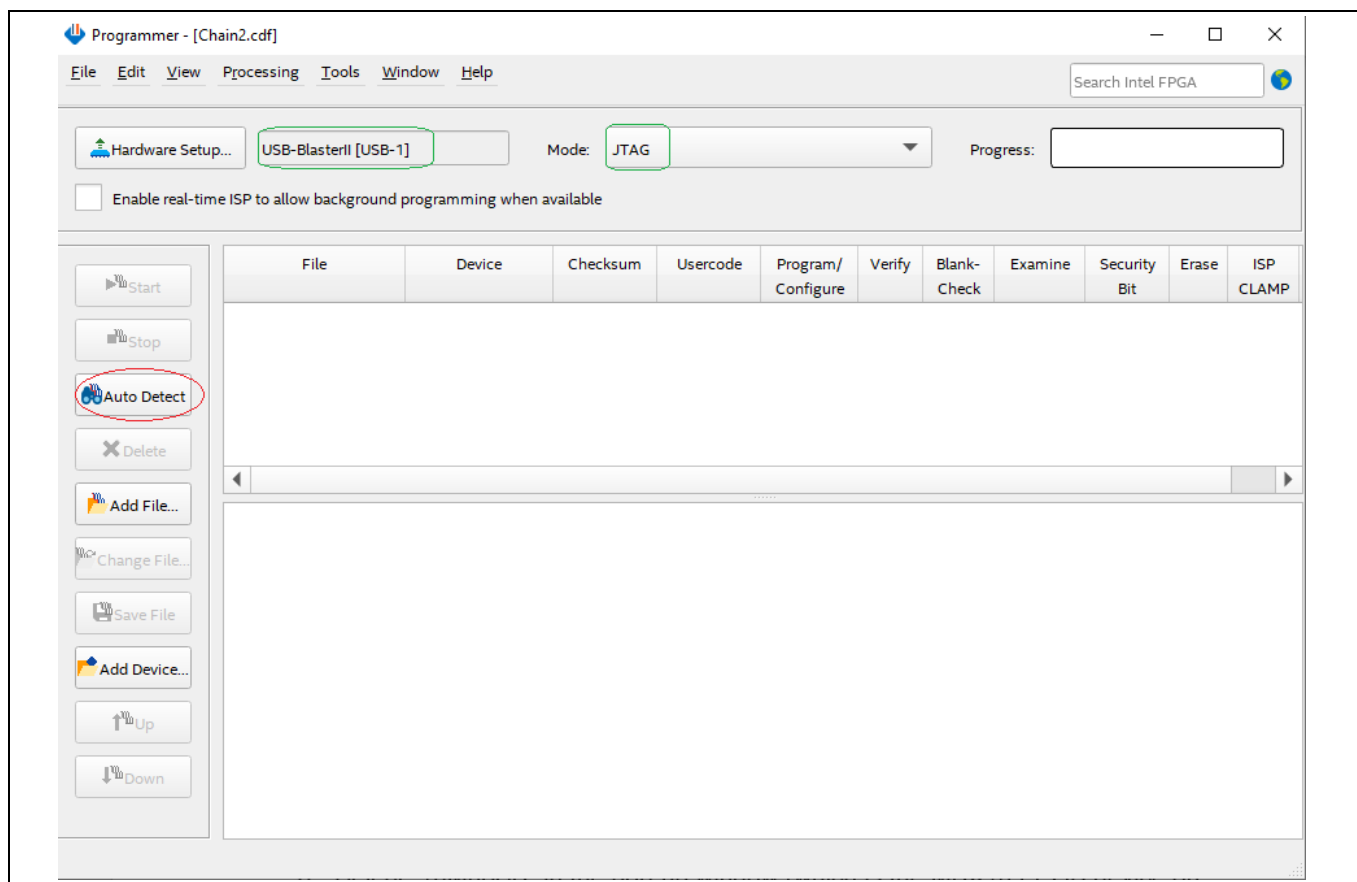 Programmer - [Chain2.cdf]
File Edit View Processing Tools Window Help
Search Intel FPGA
Hardware Setup... USB-BlasterII [USB-1] Mode: JTAG Progress:
Enable real-time ISP to allow background programming when available
File Device Checksum Usercode Program/ Configure Verify Blank- Check Examine Security Bit Erase ISP CLAMP
Start
Stop
Auto Detect
Delete
Add File...
Change File...
Save File
Add Device...
Up
Down